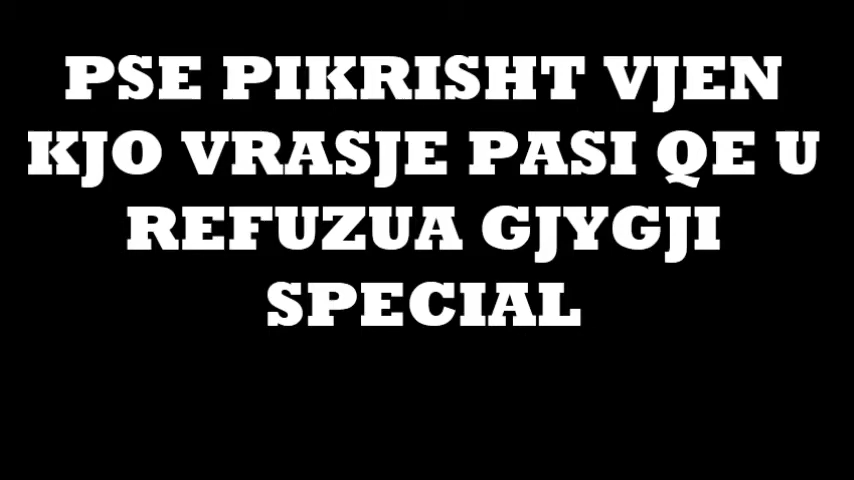 PSE PIKRISHT VJEN
KJO VRASJE PASI QE U
REFUZUA GJYGJI
SPECIAL